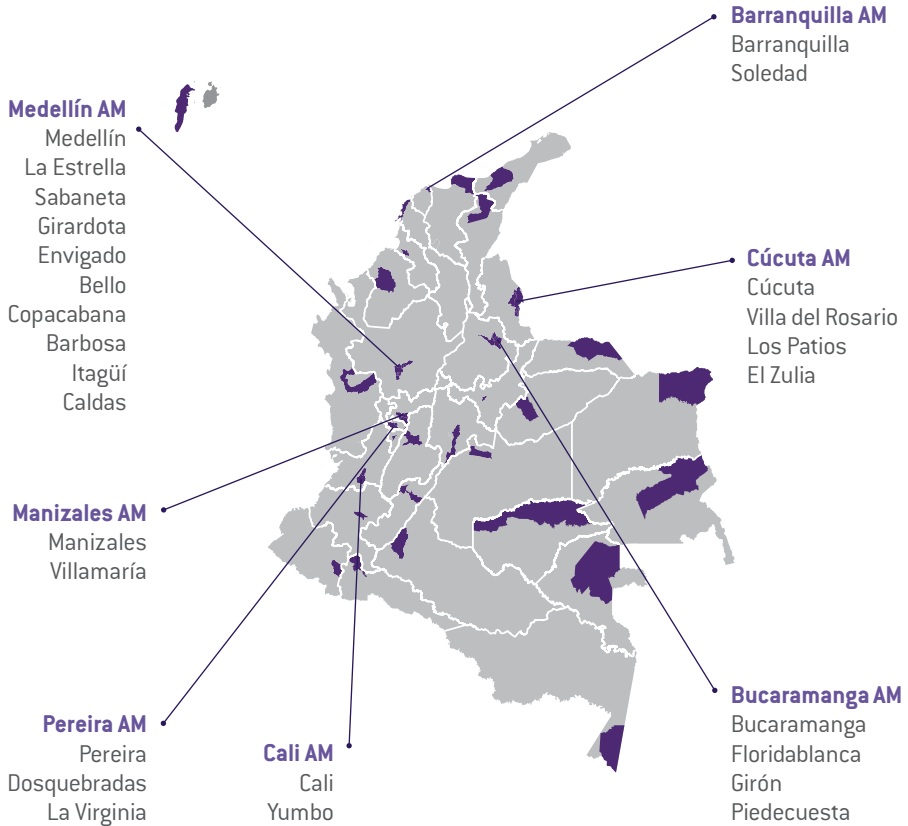 Barranquilla AM
Barranquilla
Soledad
Medellín AM
Medellín
La Estrella
Sabaneta
Girardota
Envigado
Bello
Copacabana
Barbosa
Itagüí
Caldas
Cúcuta AM
Cúcuta
Villa del Rosario
Los Patios
El Zulia
Manizales AM
Manizales
Villamaría
Pereira AM
Pereira
Dosquebradas
La Virginia
Cali AM
Cali
Yumbo
Bucaramanga AM
Bucaramanga
Floridablanca
Girón
Piedecuesta